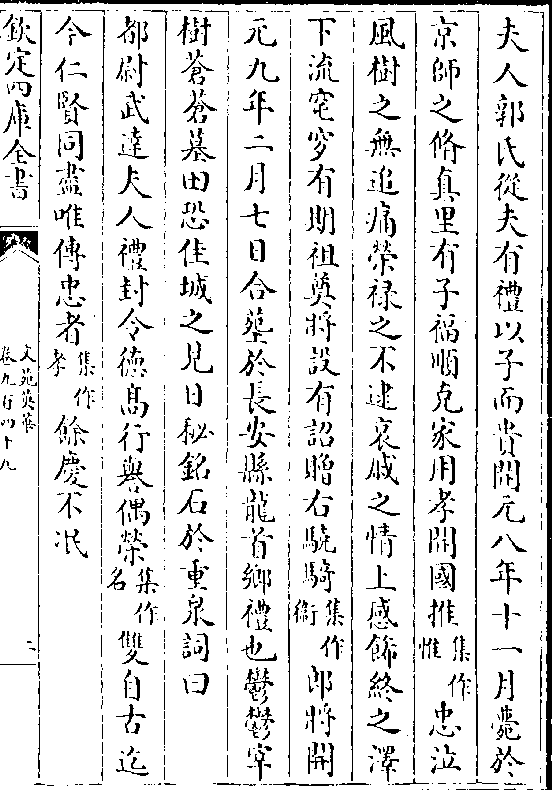 夫人郭氏從夫有禮以子而貴開元八年十一月薨於
京師之脩真里有子福順克家用孝開國推集作惟忠泣
風樹之無追痛榮禄之不逮哀戚之情上感飾終之澤
下流窀穸有期祖奠將設有詔贈右驍騎集作衛郎將開
元九年二月七日合墓於長安縣龍首鄉禮也鬱鬱宰
樹蒼蒼墓田恐佳城之見日秘銘石於重泉詞曰
都尉武達夫人禮封令德髙行譽偶榮集作名雙自古迄
今仁賢同盡唯傳忠者集作孝餘慶不泯
欽定四庫全書
文苑英華
卷九百四十九
二